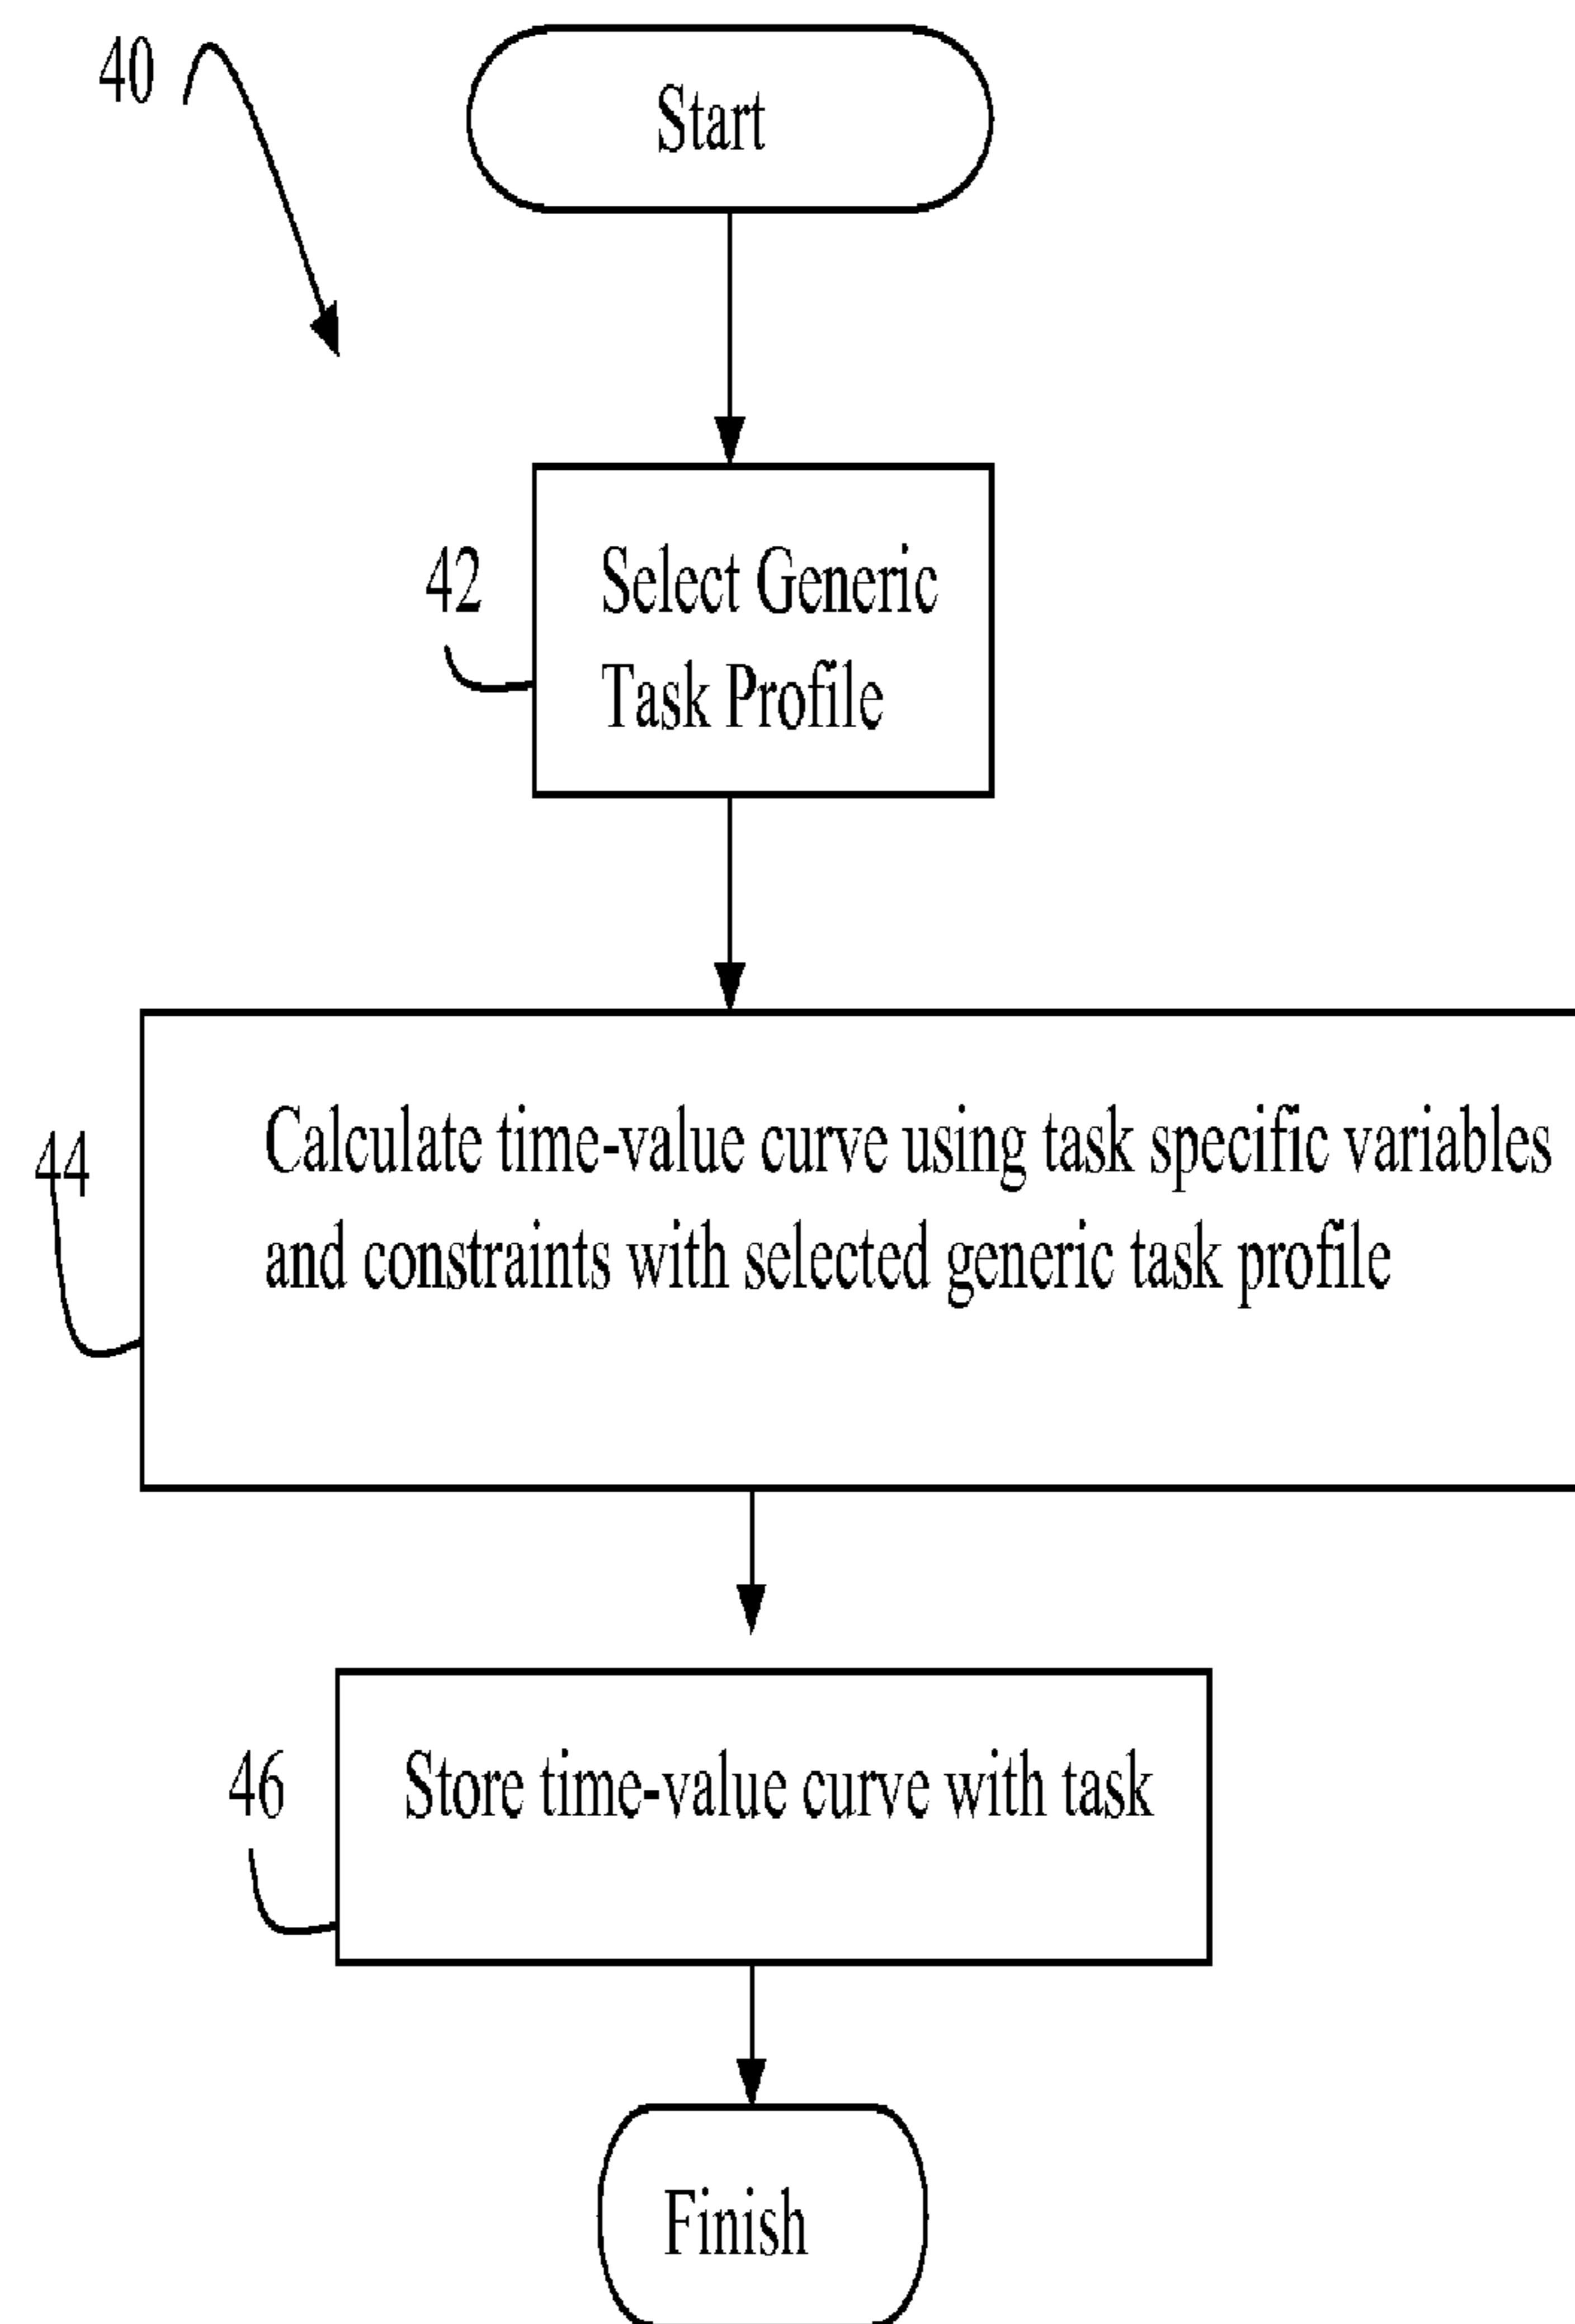 40
Start
42
Select Generic
Task Profile
44
Calculate time-value curve using task specific variables
and constraints with selected generic task profile
46
Store time-value curve with task
Finish